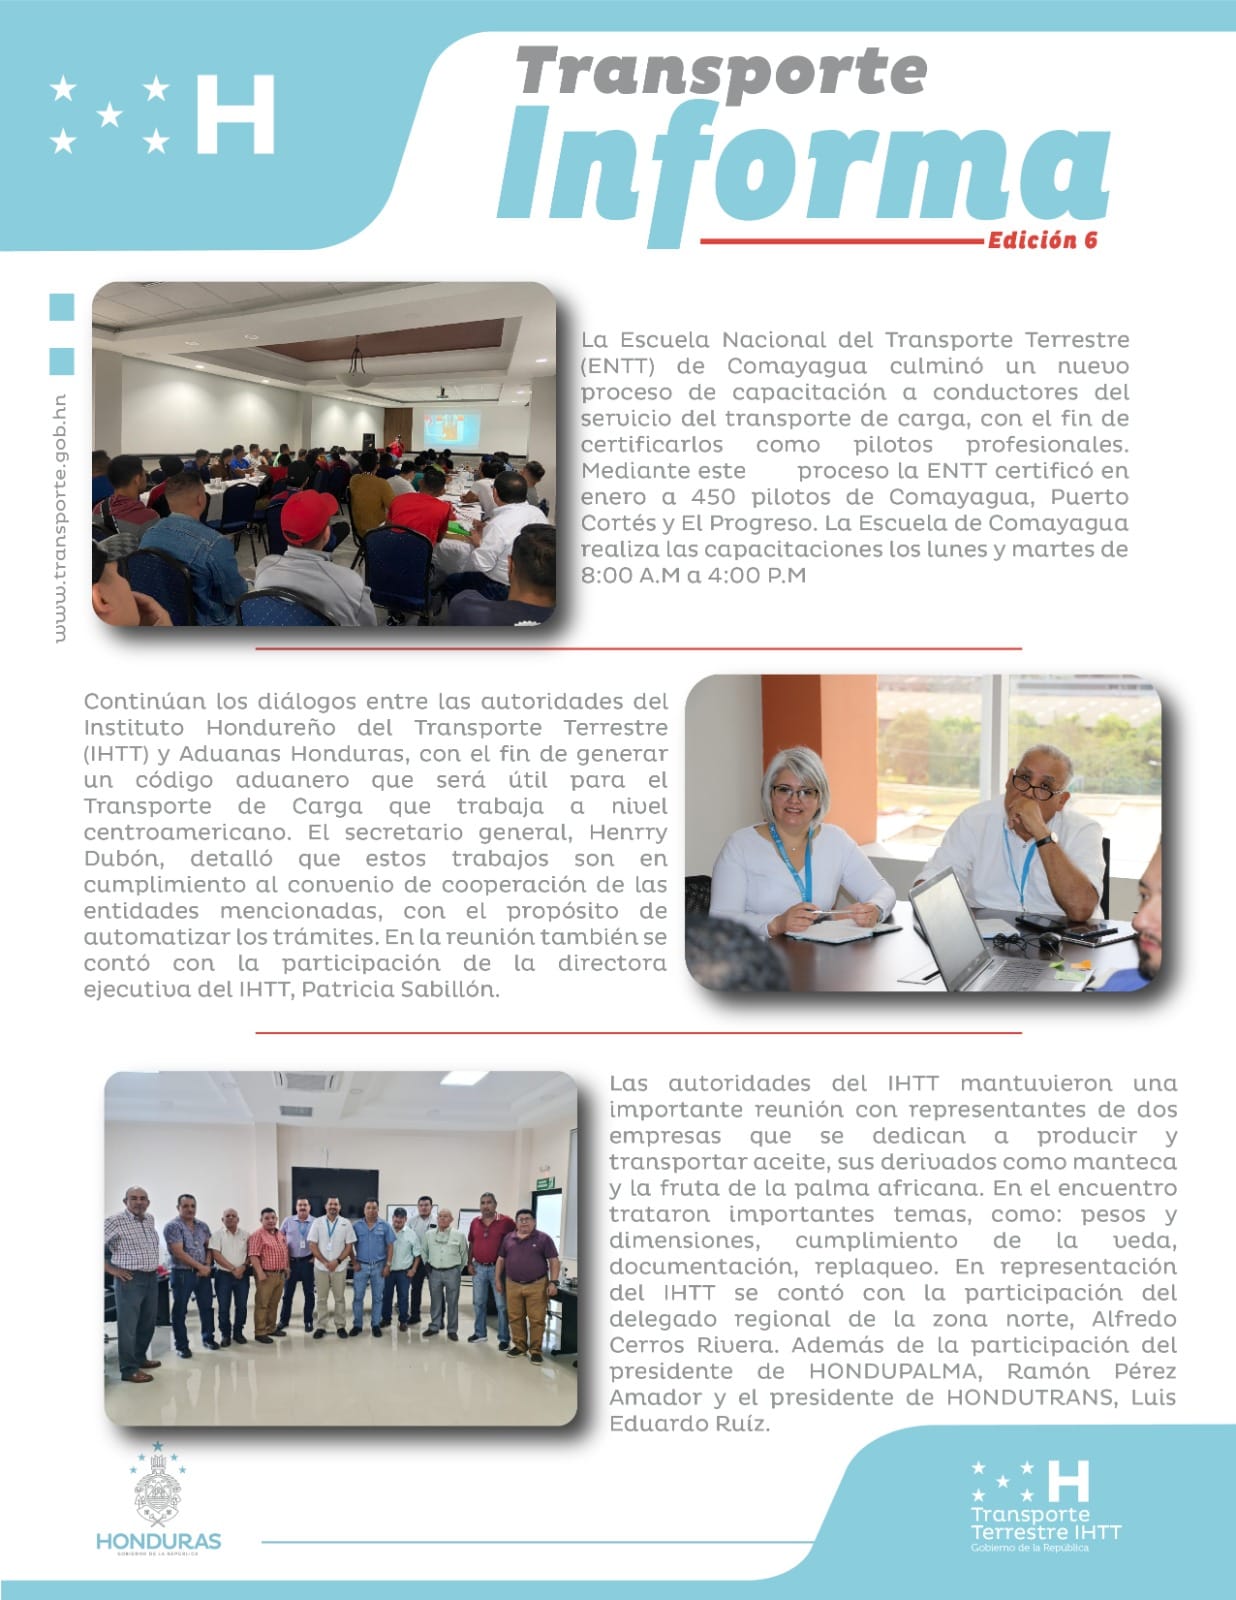 H
Transporte
Informa
Edición 6
www.transporte.gob.hn
La Escuela Nacional del Transporte Terrestre
(ENTT) de Comayagua culminó un nuevo
proceso de capacitación a conductores del
servicio del transporte de carga, con el fin de
certificarlos como pilotos profesionales.
Mediante este proceso la ENTT certificó en
enero a 450 pilotos de Comayagua, Puerto
Cortés y El Progreso. La Escuela de Comayagua
realiza las capacitaciones los lunes y martes de
8:00 A.M a 4:00 P.M
Continúan los diálogos entre las autoridades del
Instituto Hondureño del Transporte Terrestre
(IHTT) y Aduanas Honduras, con el fin de generar
un código aduanero que será útil para el
Transporte de Carga que trabaja a nivel
centroamericano. El secretario general, Henrry
Dubón, detalló que estos trabajos son en
cumplimiento al convenio de cooperación de las
entidades mencionadas, con el propósito de
automatizar los trámites. En la reunión también se
contó con la participación de la directora
ejecutiva del IHTT, Patricia Sabillón.
Las autoridades del IHTT mantuvieron una
importante reunión con representantes de dos
empresas que se dedican a producir y
transportar aceite, sus derivados como manteca
y la fruta de la palma africana. En el encuentro
trataron importantes temas, como: pesos y
dimensiones, cumplimiento de la veda,
documentación, replaqueo. En representación
del IHTT se contó con la participación del
delegado regional de la zona norte, Alfredo
Cerros Rivera. Además de la participación del
presidente de HONDUPALMA, Ramón Pérez
Amador y el presidente de HONDUTRANS, Luis
Eduardo Ruíz.
HONDURAS
GOBIERNO DE LA REPÚBLICA
H
Transporte
Terrestre IHTT
Gobierno de la República